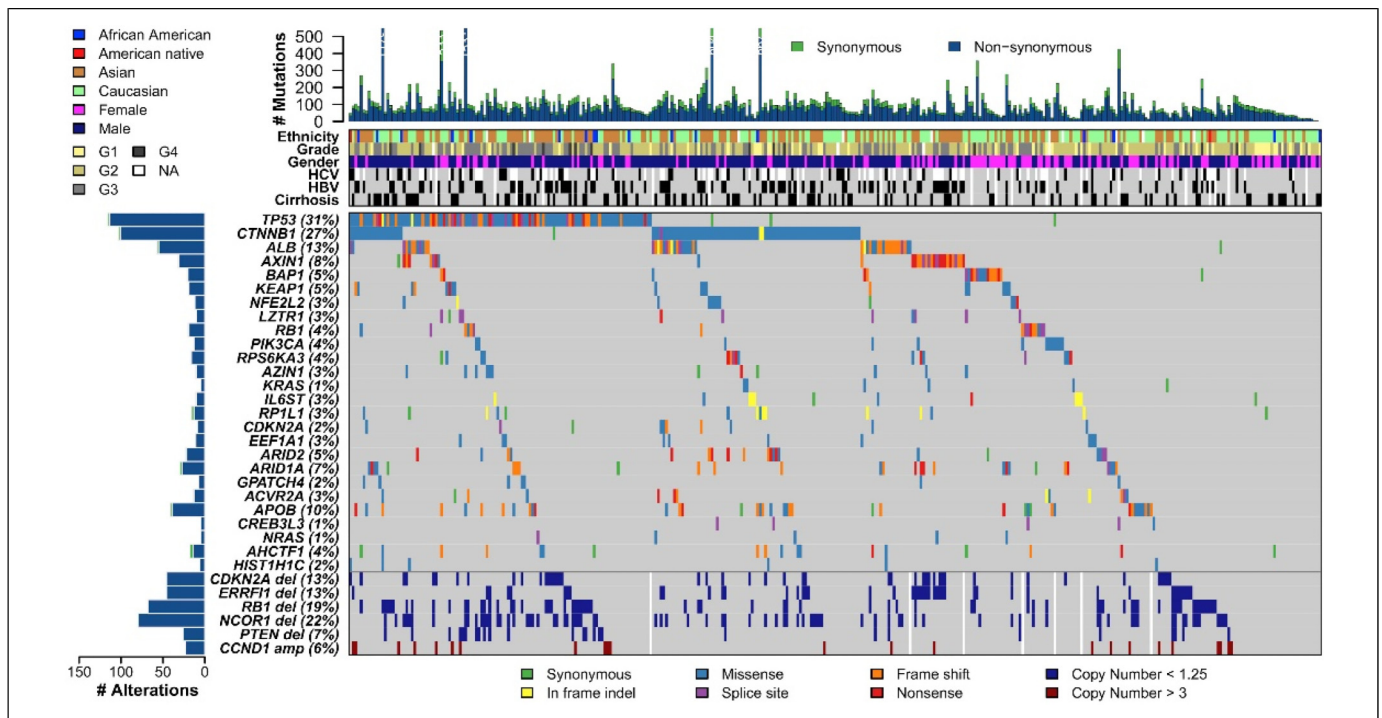 African American
American native
Asian
Caucasian
Female
Male
G1 G4
G2 NA
G3
# Mutations
500
400
300
200
100
0
Synonymous Non-synonymous
Ethnicity
Grade
Gender
HCV
HBV
Cirrhosis
TP53 (31%)
CTNNB1 (27%)
ALB (13%)
AXIN1 (8%)
BAP1 (5%)
KEAP1 (5%)
NFE2L2 (3%)
LZTR1 (3%)
RB1 (4%)
PIK3CA (4%)
RPS6KA3 (4%)
AZIN1 (3%)
KRAS (1%)
IL6ST (3%)
RP1L1 (3%)
CDKN2A (2%)
EEF1A1 (3%)
ARID2 (5%)
ARID1A (7%)
GPATCH4 (2%)
ACVR2A (3%)
APOB (10%)
CREB3L3 (1%)
NRAS (1%)
AHCTF1 (4%)
HIST1H1C (2%)
CDKN2A del (13%)
ERRFI1 del (13%)
RB1 del (19%)
NCOR1 del (22%)
PTEN del (7%)
CCND1 amp (6%)
150 100 50 0
# Alterations
Synonymous Missense Frame shift Copy Number < 1.25
In frame indel Splice site Nonsense Copy Number > 3